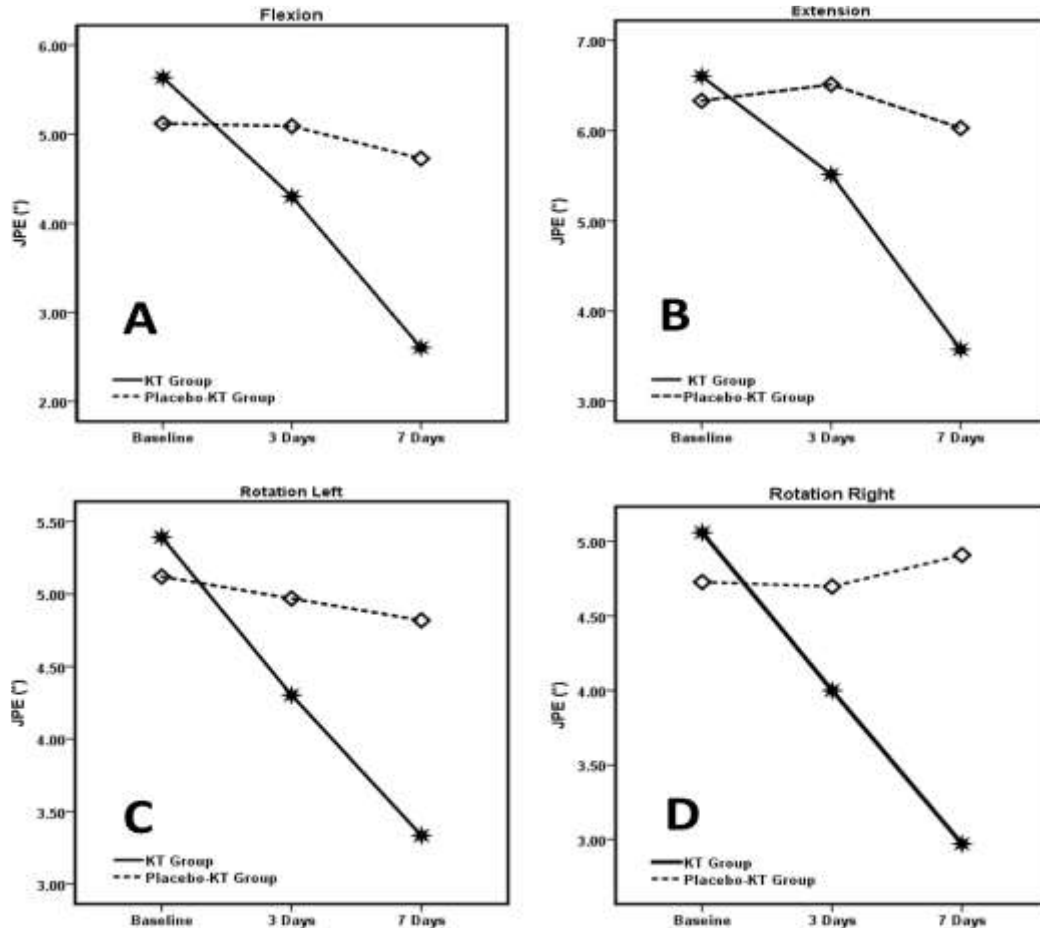 Flexion
6.00
5.00
4.00
3.00
2.00
JPE (°)
A
KT Group
Placebo-KT Group
Baseline 3 Days 7 Days
Extension
7.00
6.00
5.00
4.00
3.00
JPE (°)
B
KT Group
Placebo-KT Group
Baseline 3 Days 7 Days
Rotation Left
5.50
5.00
4.50
4.00
3.50
3.00
JPE (°)
C
KT Group
Placebo-KT Group
Baseline 3 Days 7 Days
Rotation Right
5.00
4.50
4.00
3.50
3.00
JPE (°)
D
KT Group
Placebo-KT Group
Baseine 3 Days 7 Days